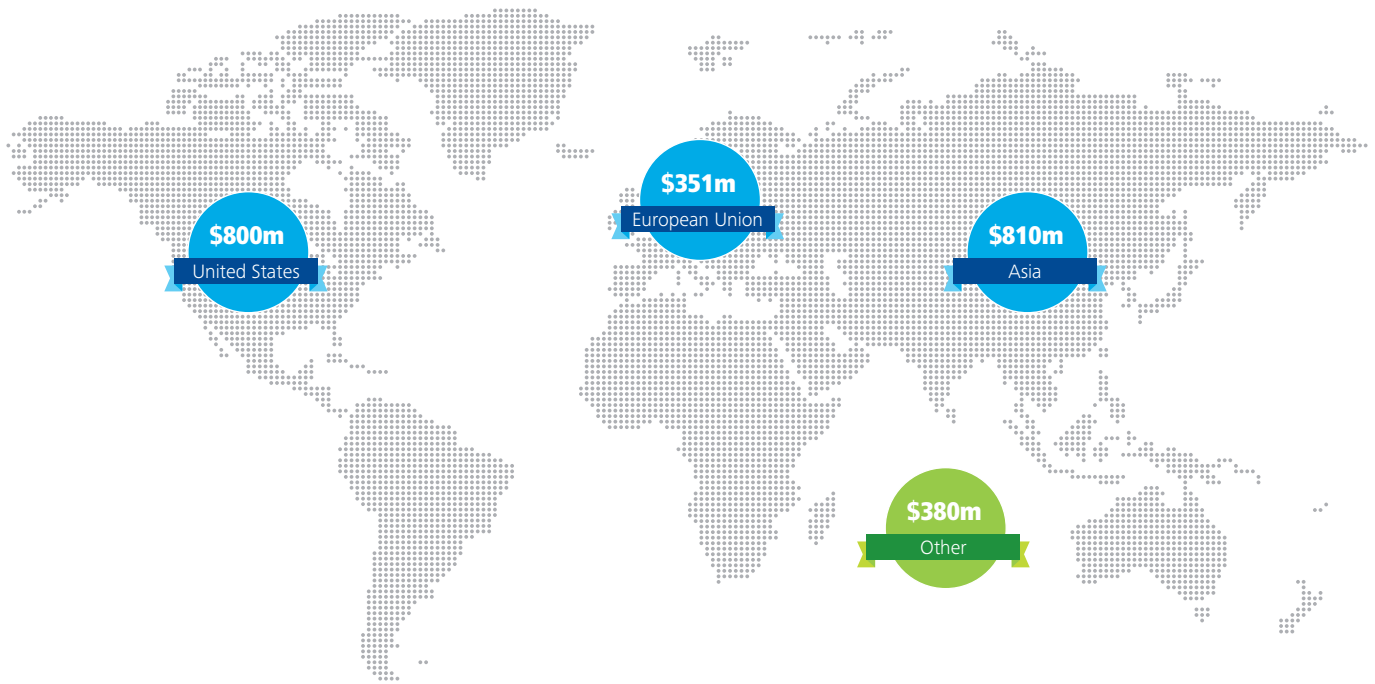 $351m
European Union
$800m
United States
$810m
Asia
$380m
Other